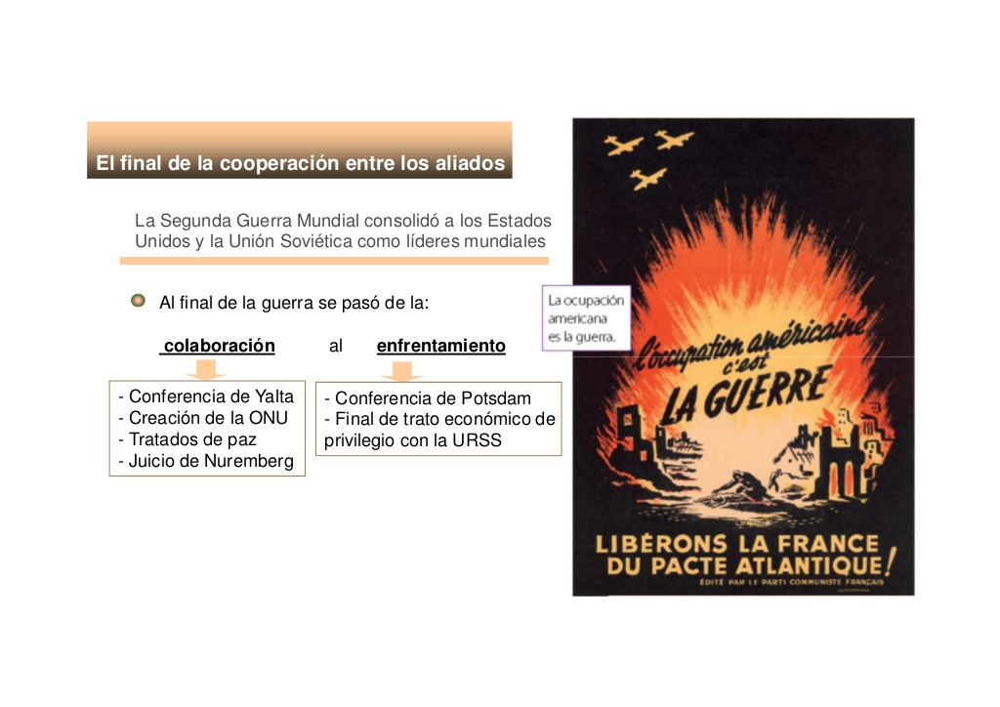 El final de la cooperación entre los aliados
La Segunda Guerra Mundial consolidó a los Estados
Unidos y la Unión Soviética como líderes mundiales
Al final de la guerra se pasó de la:
colaboración al enfrentamiento
- Conferencia de Yalta
- Creación de la ONU
- Tratados de paz
- Juicio de Nuremberg
- Conferencia de Potsdam
- Final de trato económico de
privilegio con la URSS
La ocupación
americana
es la guerra.
l'occupation américaine
c'est
LA GUERRE
LIBÉRONS LA FRANCE
DU PACTE ATLANTIQUE!
ÉDITÉ PAR LE PARTI COMMUNISTE FRANÇAIS